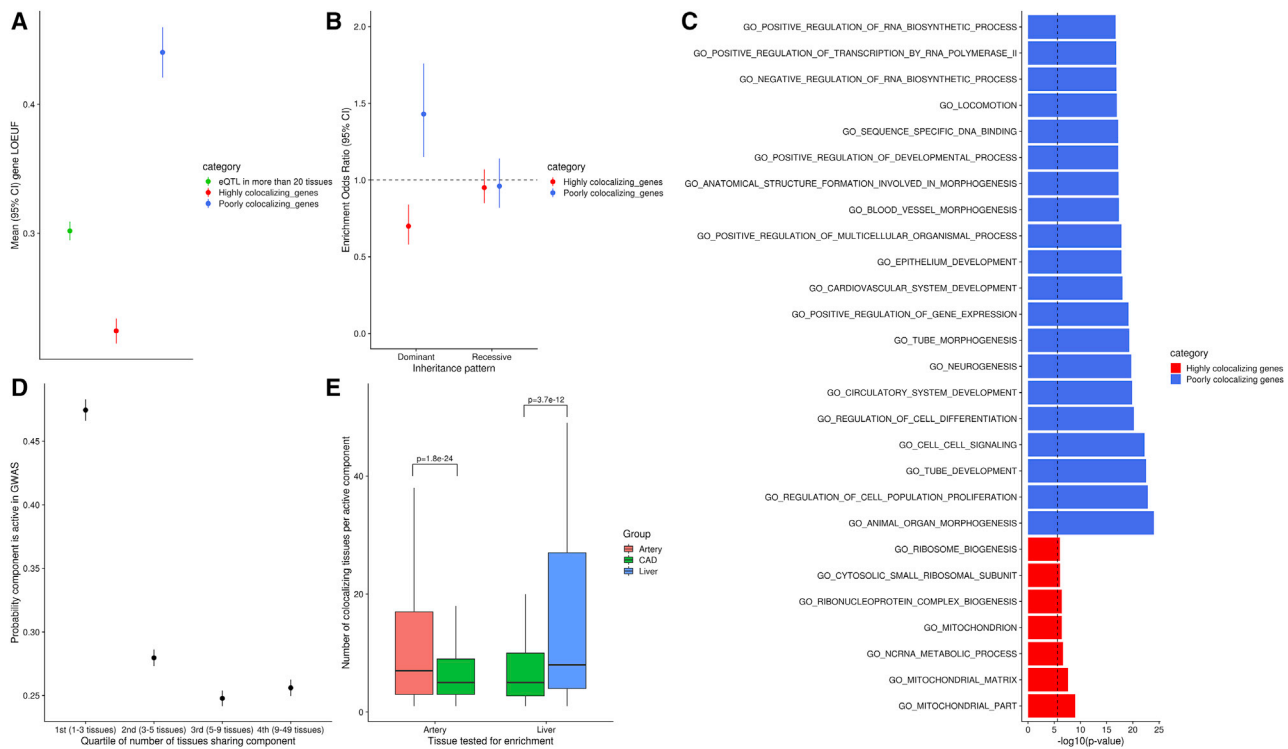 A
Mean (95% CI) gene LOEUF
0.4
0.3
category
eQTL in more than 20 tissues
Highly colocalizing_genes
Poorly colocalizing_genes
B
Enrichment Odds Ratio (95% CI)
2.0
1.5
1.0
0.5
0.0
Dominant
Recessive
Inheritance pattern
category
Highly colocalizing_genes
Poorly colocalizing_genes
C
GO_POSITIVE_REGULATION_OF_RNA_BIOSYNTHETIC_PROCESS
GO_POSITIVE_REGULATION_OF_TRANSCRIPTION_BY_RNA_POLYMERASE_II
GO_NEGATIVE_REGULATION_OF_RNA_BIOSYNTHETIC_PROCESS
GO_LOCOMOTION
GO_SEQUENCE_SPECIFIC_DNA_BINDING
GO_POSITIVE_REGULATION_OF_DEVELOPMENTAL_PROCESS
GO_ANATOMICAL_STRUCTURE_FORMATION_INVOLVED_IN_MORPHOGENESIS
GO_BLOOD_VESSEL_MORPHOGENESIS
GO_POSITIVE_REGULATION_OF_MULTICELLULAR_ORGANISMAL_PROCESS
GO_EPITHELIUM_DEVELOPMENT
GO_CARDIOVASCULAR_SYSTEM_DEVELOPMENT
GO_POSITIVE_REGULATION_OF_GENE_EXPRESSION
GO_TUBE_MORPHOGENESIS
GO_NEUROGENESIS
GO_CIRCULATORY_SYSTEM_DEVELOPMENT
GO_REGULATION_OF_CELL_DIFFERENTIATION
GO_CELL_CELL_SIGNALING
GO_TUBE_DEVELOPMENT
GO_REGULATION_OF_CELL_POPULATION_PROLIFERATION
GO_ANIMAL_ORGAN_MORPHOGENESIS
GO_RIBOSOME_BIOGENESIS
GO_CYTOSOLIC_SMALL_RIBOSOMAL_SUBUNIT
GO_RIBONUCLEOPROTEIN_COMPLEX_BIOGENESIS
GO_MITOCHONDRION
GO_NCRNA_METABOLIC_PROCESS
GO_MITOCHONDRIAL_MATRIX
GO_MITOCHONDRIAL_PART
0 5 10 15 20 25
-log10(p-value)
category
Highly colocalizing genes
Poorly colocalizing genes
D
Probability component is active in GWAS
0.45
0.40
0.35
0.30
0.25
1st (1-3 tissues) 2nd (3-5 tissues) 3rd (5-9 tissues) 4th (9-49 tissues)
Quartile of number of tissues sharing component
E
Number of colocalizing tissues per active component
40
20
0
p=1.8e-24
p=3.7e-12
Artery
Liver
Tissue tested for enrichment
Group
Artery
CAD
Liver